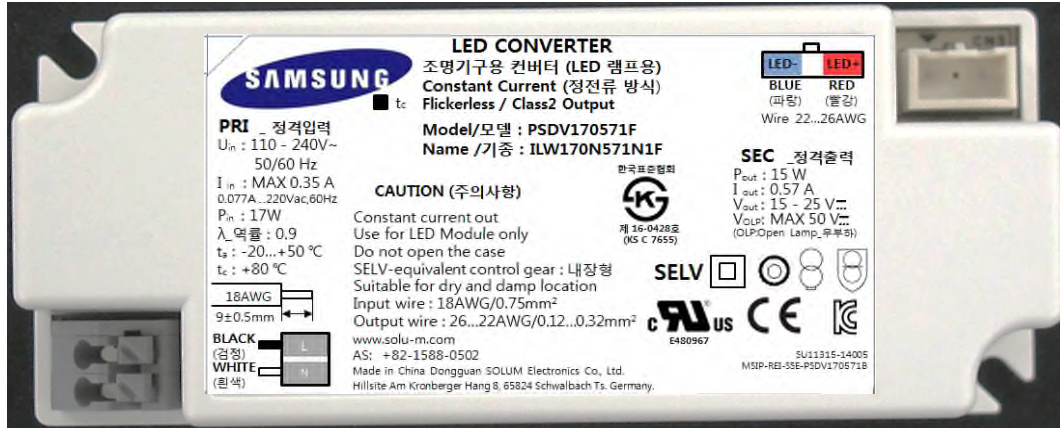 SAMSUNG
LED CONVERTER
조명기구용 컨버터 (LED 램프용)
Constant Current (정전류 방식)
tc Flickerless / Class2 Output
Model/모델 : PSDV170571F
Name /기종 : ILW170N571N1F
LED- LED+
BLUE RED
(파랑) (빨강)
Wire 22...26AWG
PRI _ 정격입력
Uin : 110 - 240V~
50/60 Hz
I in : MAX 0.35 A
0.077A...220Vac,60Hz
Pin : 17W
λ_역률 : 0.9
ta : -20...+50 ℃
tc : +80 ℃
18AWG
9±0.5mm
BLACK
(검정)
L
WHITE
(흰색)
N
CAUTION (주의사항)
Constant current out
Use for LED Module only
Do not open the case
SELV-equivalent control gear : 내장형
Suitable for dry and damp location
Input wire : 18AWG/0.75mm²
Output wire : 26...22AWG/0.12...0.32mm²
www.solu-m.com
AS: +82-1588-0502
Made in China Dongguan SOLUM Electronics Co., Ltd.
Hillsite Am Kronberger Hang 8, 65824 Schwalbach Ts. Germany.
한국표준협회
제 16-0428호
(KS C 7655)
SEC _정격출력
Pout : 15 W
I out : 0.57 A
Vout : 15 - 25 V
VOLP: MAX 50 V
(OLP:Open Lamp_무부하)
SELV
c RU US
E480967
CE
SU11315-14005
MSIP-REI-SSE-PSDV170571B